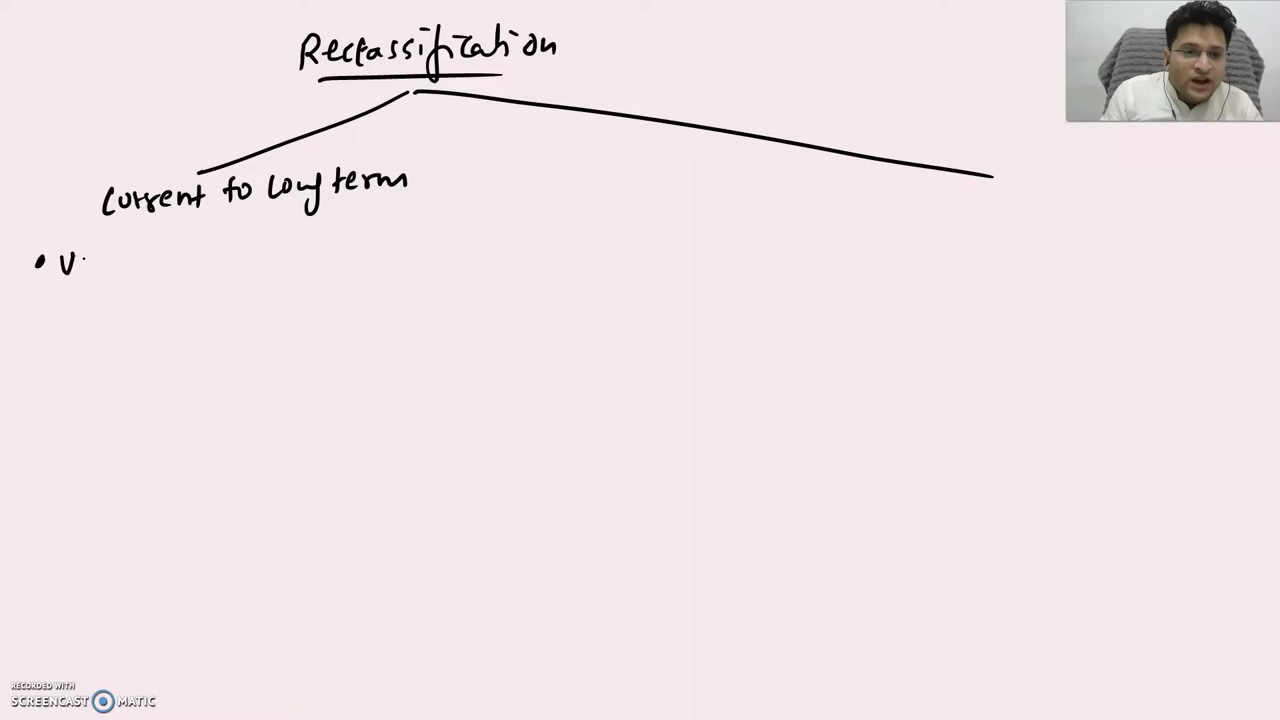 Reclassification
Current to Long term
• V
RECORDED WITH
SCREENCAST MATIC